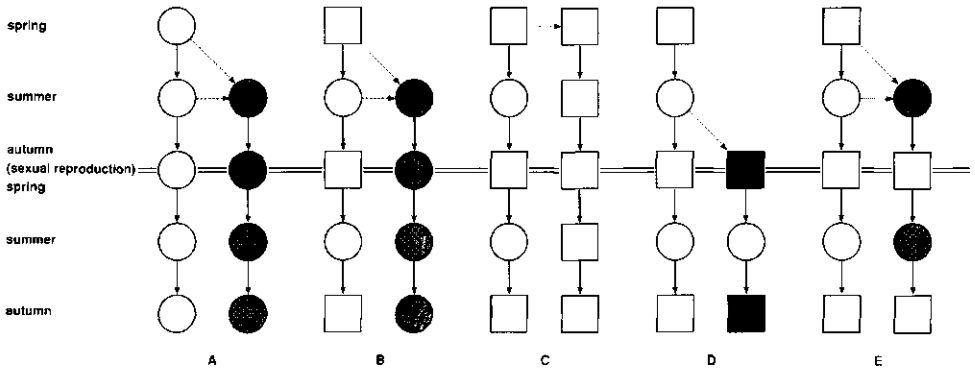 spring
summer
autumn
(sexual reproduction)
spring
summer
autumn
A B C D E